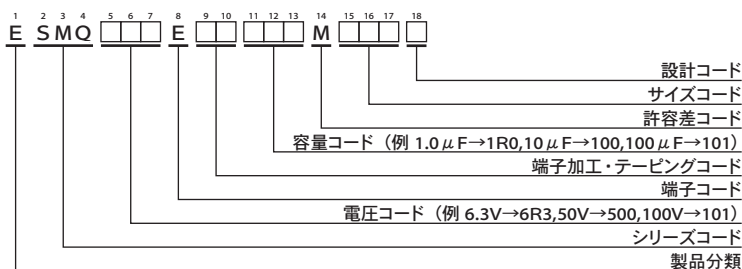 1 2 3 4 5 6 7 8 9 10 11 12 13 14 15 16 17 18
E SMQ □□□ E □□ □□□ M □□□ □
設計コード
サイズコード
許容差コード
容量コード（例 1.0μF→1R0,10μF→100,100μF→101）
端子加工・テーピングコード
端子コード
電圧コード（例 6.3V→6R3,50V→500,100V→101）
シリーズコード
製品分類